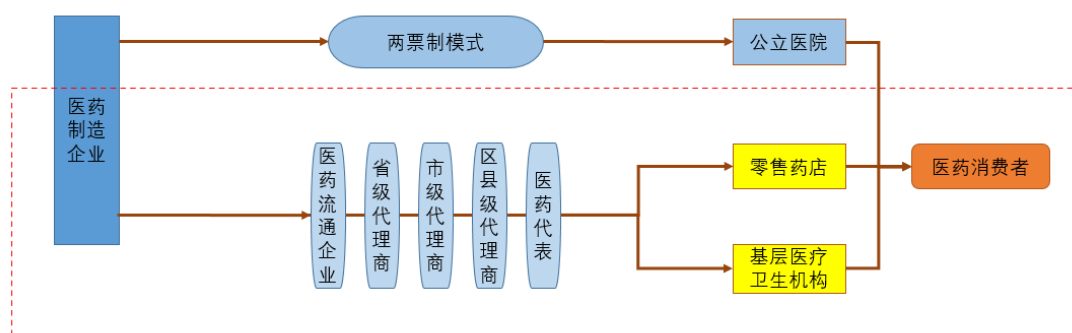 两票制模式
公立医院
医药
制造
企业
医药流通企业
省级代理商
市级代理商
区县级代理商
医药代表
零售药店
医药消费者
基层医疗
卫生机构